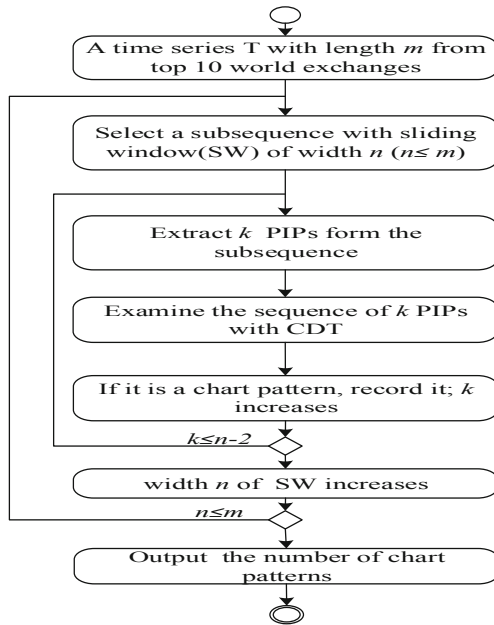 A time series T with length m from
top 10 world exchanges
Select a subsequence with sliding
window(SW) of width n (n≤ m)
Extract k PIPs form the
subsequence
Examine the sequence of k PIPs
with CDT
If it is a chart pattern, record it; k
increases
k≤n-2
width n of SW increases
n≤m
Output the number of chart
patterns